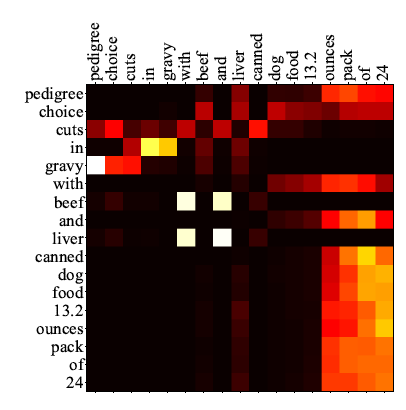 pedigree choice cuts in gravy with beef and liver canned dog food 13.2 ounces pack of 24
pedigree
choice
cuts
in
gravy
with
beef
and
liver
canned
dog
food
13.2
ounces
pack
of
24